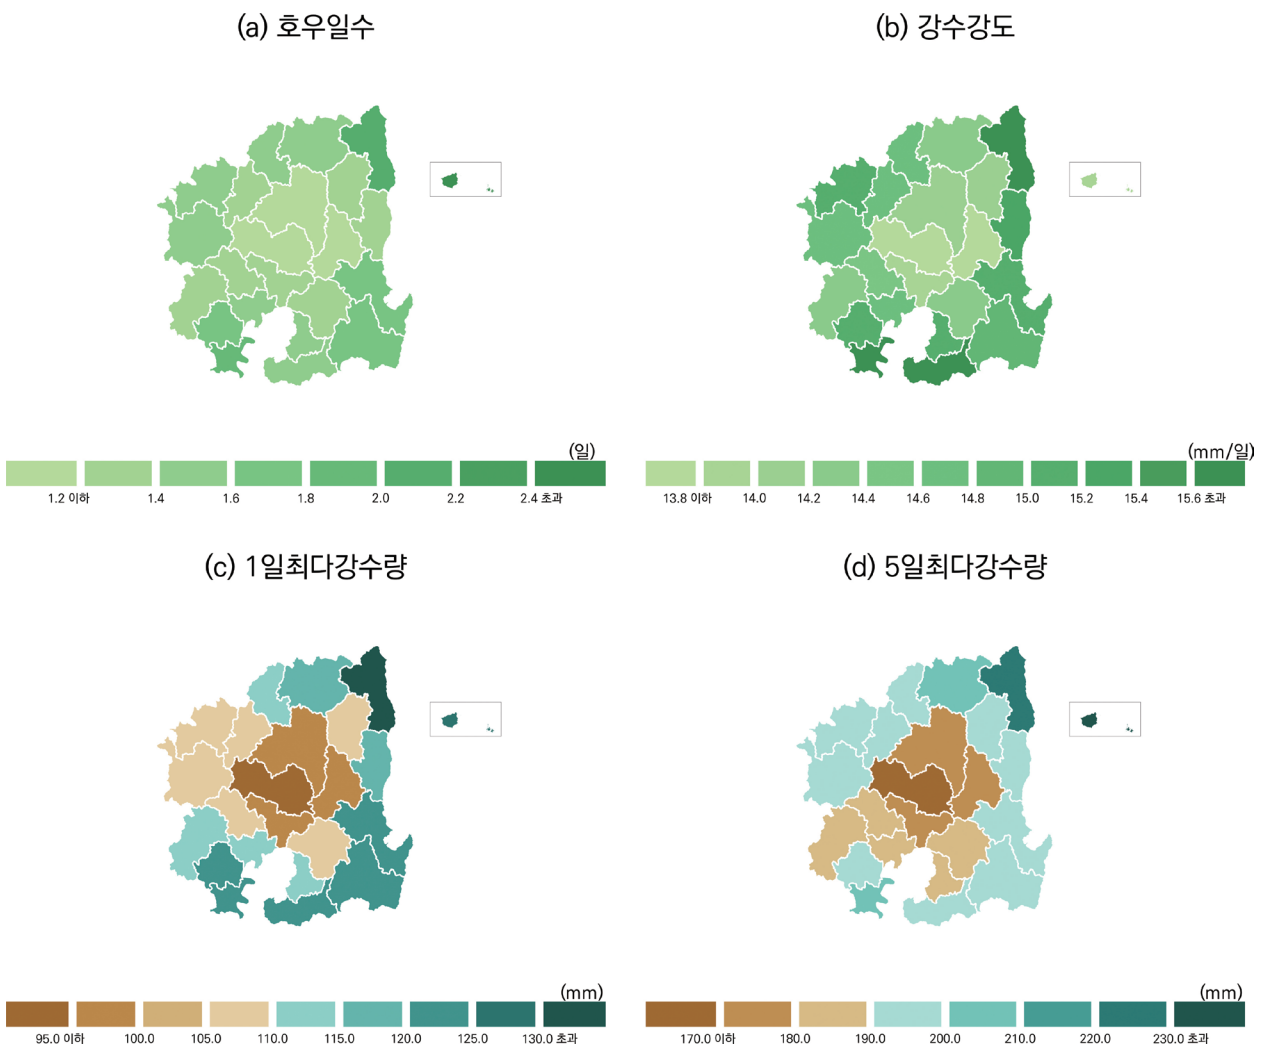 (a) 호우일수
(b) 강수강도
(일)
1.2 이하 1.4 1.6 1.8 2.0 2.2 2.4 초과
(mm/일)
13.8 이하 14.0 14.2 14.4 14.6 14.8 15.0 15.2 15.4 15.6 초과
(c) 1일최다강수량
(d) 5일최다강수량
(mm)
95.0 이하 100.0 105.0 110.0 115.0 120.0 125.0 130.0 초과
(mm)
170.0 이하 180.0 190.0 200.0 210.0 220.0 230.0 초과